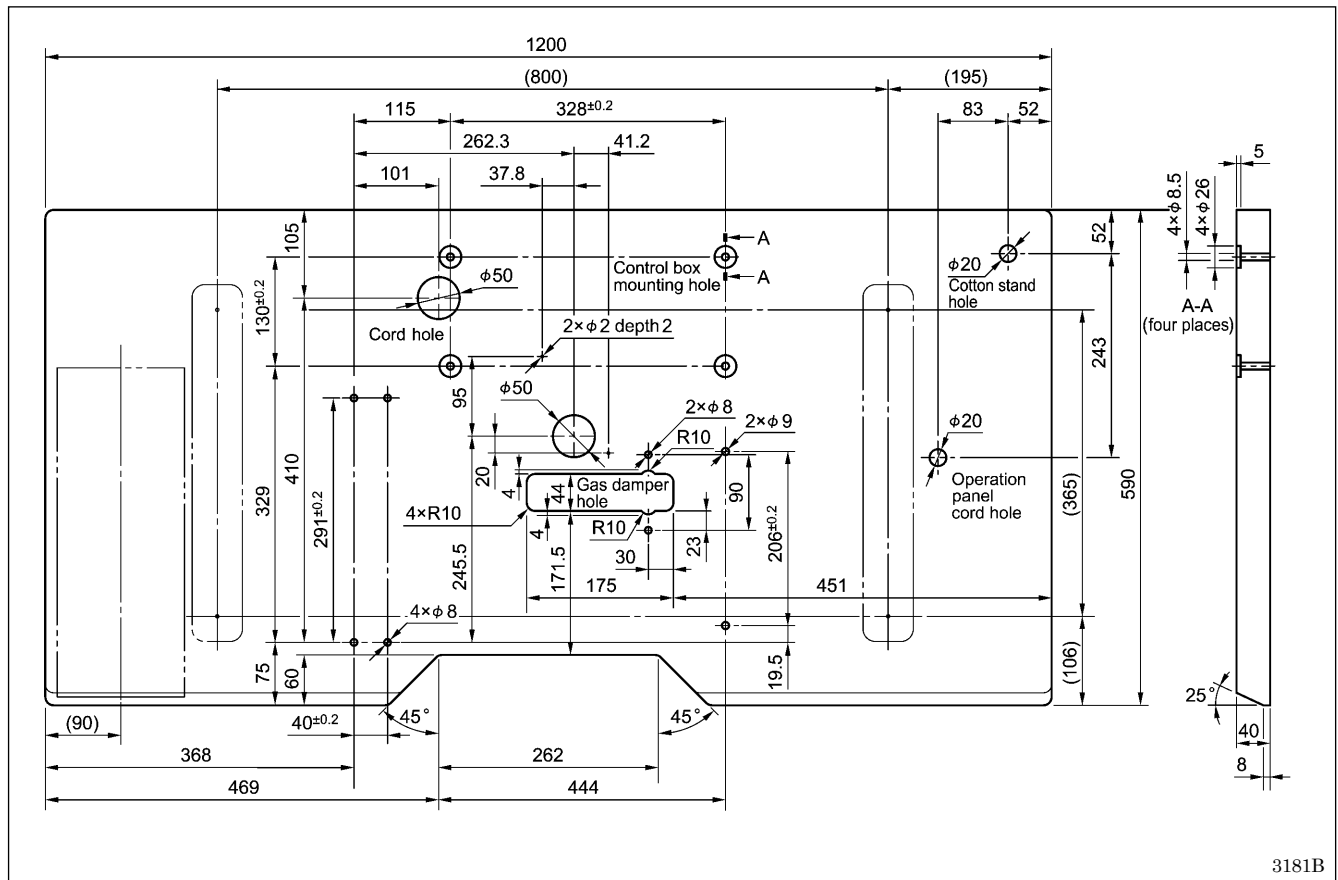 1200
(800)
(195)
115
328±0.2
83
52
262.3
41.2
101
37.8
5
4×φ8.5
4×φ26
105
A
52
Control box
mounting hole
A
φ50
φ20
Cotton stand
hole
A-A
(four places)
130±0.2
Cord hole
2×φ2 depth 2
243
95
φ50
2×φ8
2×φ9
R10
φ20
20
Operation
panel
cord hole
(365)
590
329
410
291±0.2
4
44
Gas damper
hole
90
4×R10
4
R10
245.5
171.5
30
23
206±0.2
175
451
4×φ8
75
60
19.5
(106)
25°
(90)
40±0.2
45°
45°
40
368
262
8
469
444
3181B